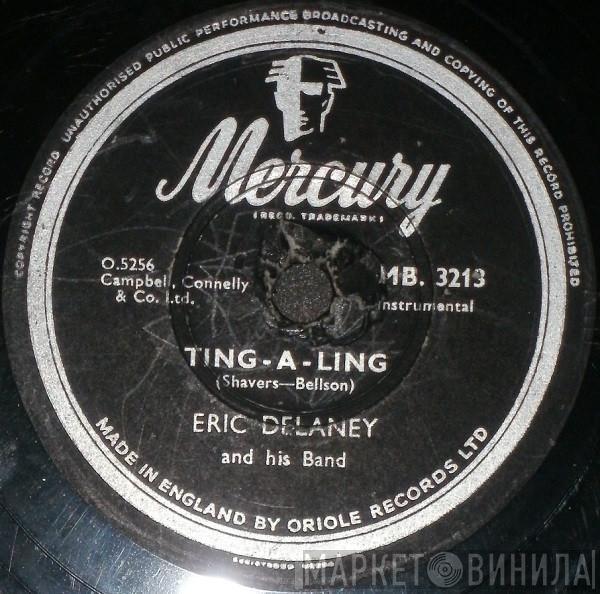 COPYRIGHT RECORD UNAUTHORISED PUBLIC PERFORMANCE BROADCASTING AND COPYING OF THIS RECORD PROHIBITED
Mercury
(REGD. TRADEMARK)
O.5256
Campbell, Connelly
& Co. Ltd.
MB. 3213
Instrumental
TING-A-LING
(Shavers—Bellson)
ERIC DELANEY
and his Band
MADE IN ENGLAND BY ORIOLE RECORDS LTD
REGISTERED
МАРКЕТ ВИНИЛА